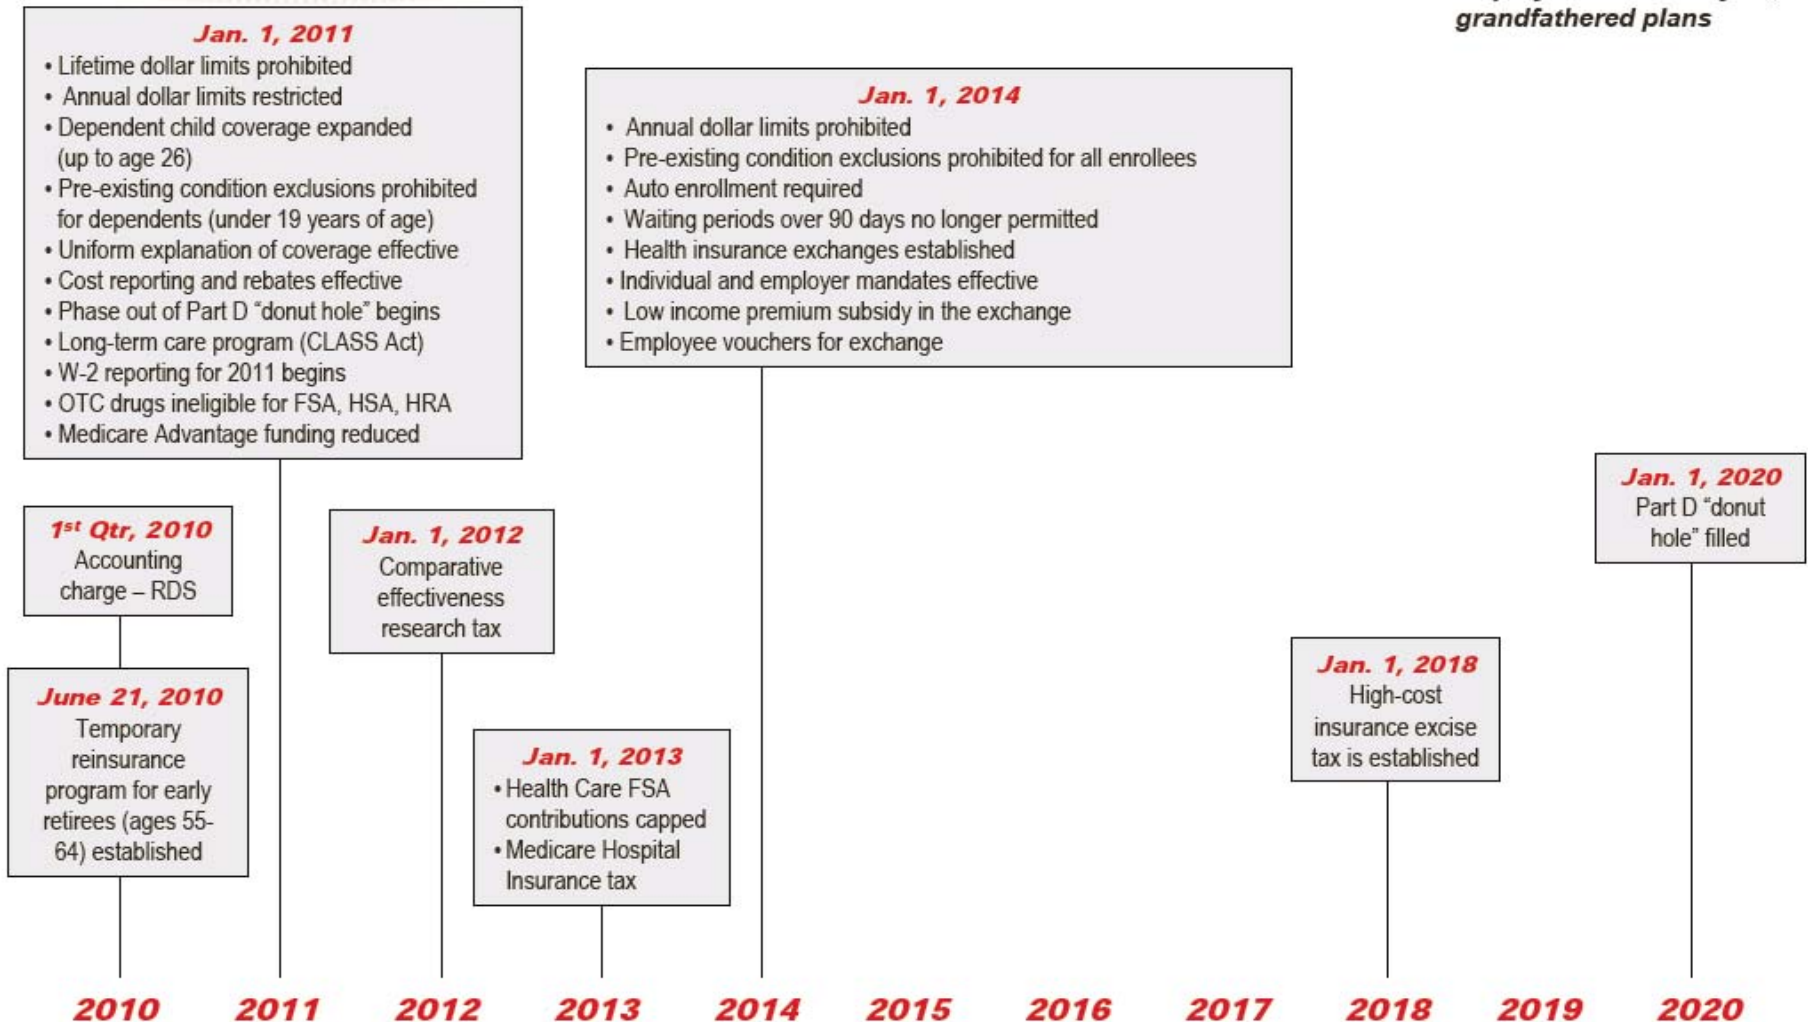 grandfathered plans
Jan. 1, 2011
• Lifetime dollar limits prohibited
• Annual dollar limits restricted
• Dependent child coverage expanded
(up to age 26)
• Pre-existing condition exclusions prohibited
for dependents (under 19 years of age)
• Uniform explanation of coverage effective
• Cost reporting and rebates effective
• Phase out of Part D “donut hole” begins
• Long-term care program (CLASS Act)
• W-2 reporting for 2011 begins
• OTC drugs ineligible for FSA, HSA, HRA
• Medicare Advantage funding reduced
Jan. 1, 2014
• Annual dollar limits prohibited
• Pre-existing condition exclusions prohibited for all enrollees
• Auto enrollment required
• Waiting periods over 90 days no longer permitted
• Health insurance exchanges established
• Individual and employer mandates effective
• Low income premium subsidy in the exchange
• Employee vouchers for exchange
1st Qtr, 2010
Accounting
charge – RDS
June 21, 2010
Temporary
reinsurance
program for early
retirees (ages 55-
64) established
Jan. 1, 2012
Comparative
effectiveness
research tax
Jan. 1, 2013
• Health Care FSA
contributions capped
• Medicare Hospital
Insurance tax
Jan. 1, 2018
High-cost
insurance excise
tax is established
Jan. 1, 2020
Part D “donut
hole” filled
2010 2011 2012 2013 2014 2015 2016 2017 2018 2019 2020